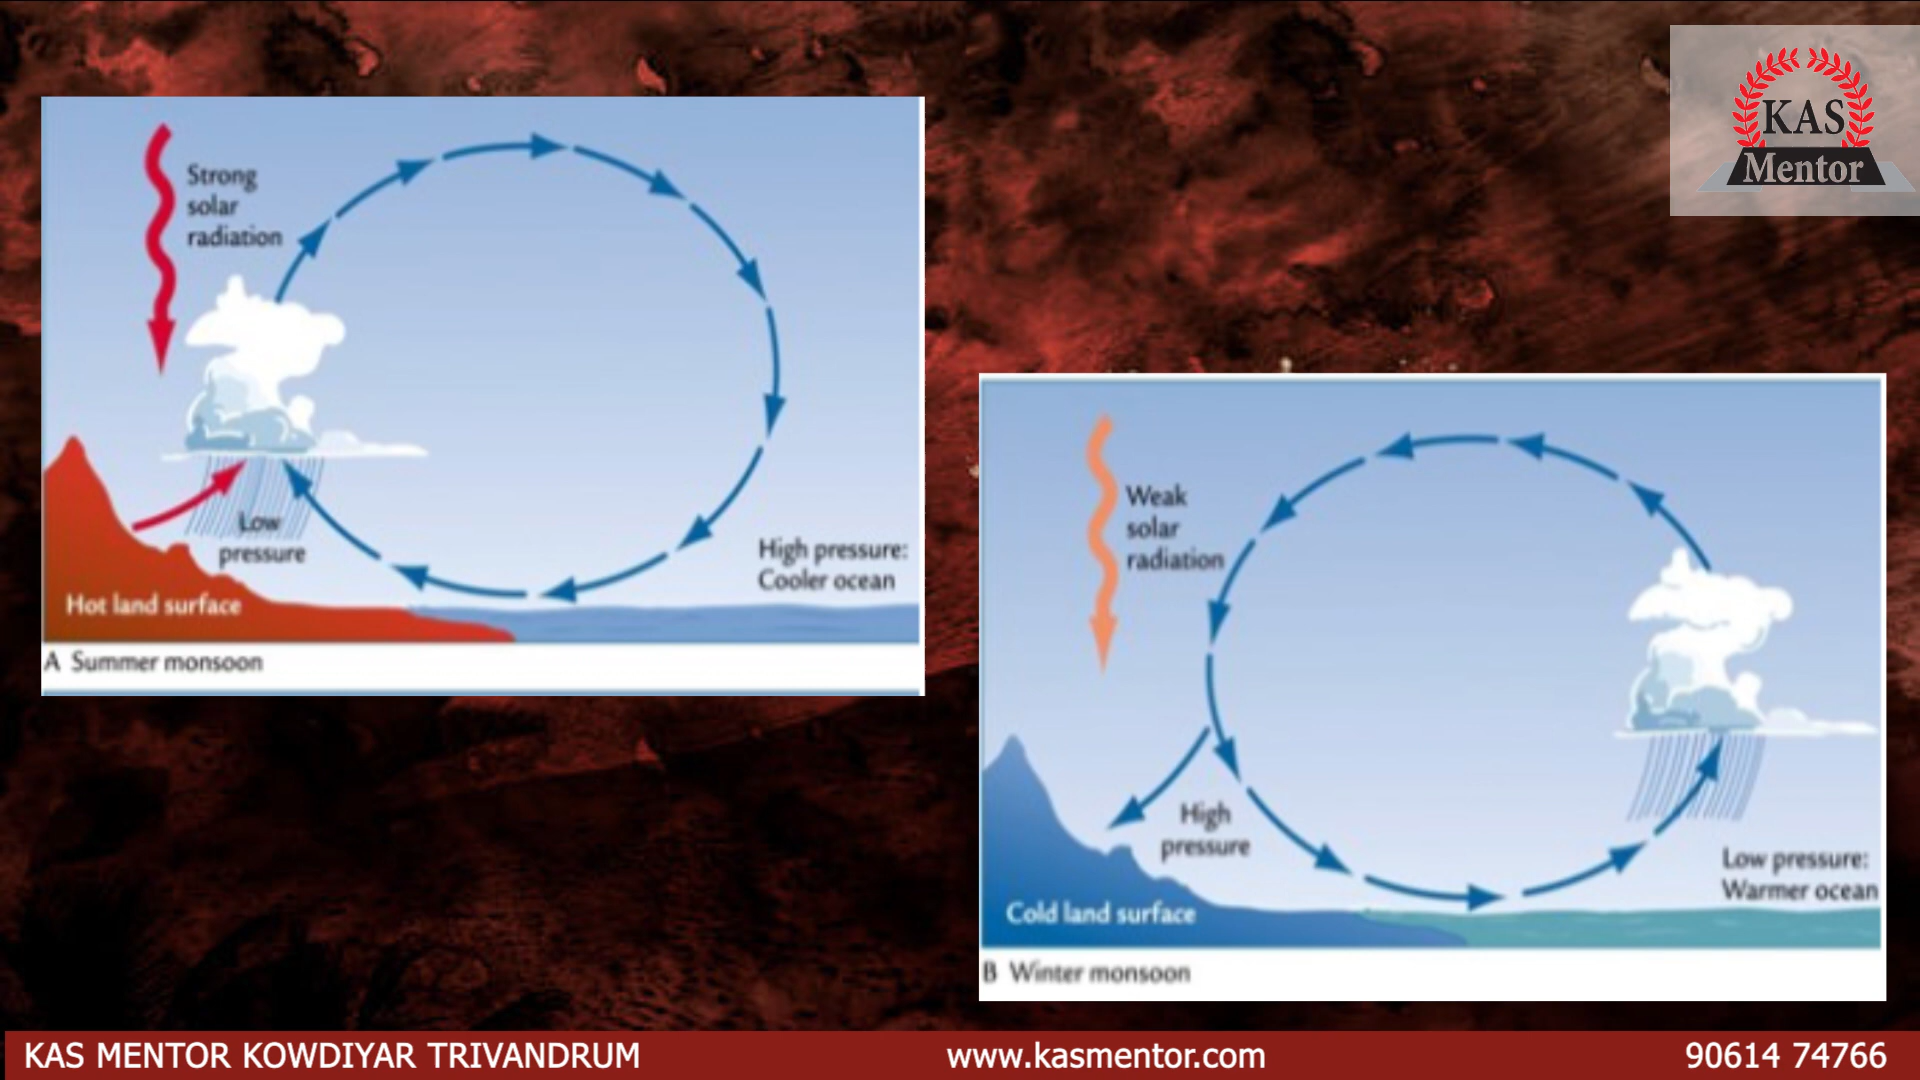 KAS
Mentor
Strong
solar
radiation
Low
pressure
High pressure:
Cooler ocean
Hot land surface
A Summer monsoon
Weak
solar
radiation
High
pressure
Low pressure:
Warmer ocean
Cold land surface
B Winter monsoon
KAS MENTOR KOWDIYAR TRIVANDRUM
www.kasmentor.com
90614 74766